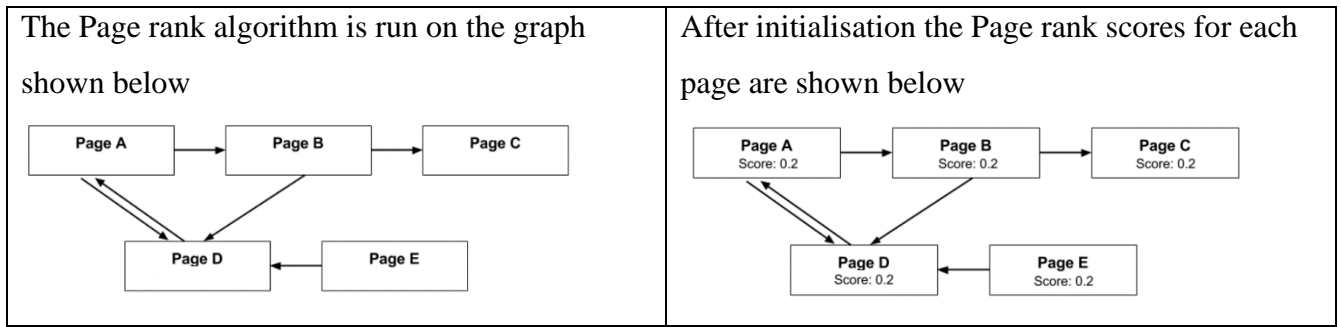 The Page rank algorithm is run on the graph
shown below
Page A
Page B
Page C
Page D
Page E
After initialisation the Page rank scores for each
page are shown below
Page A
Score: 0.2
Page B
Score: 0.2
Page C
Score: 0.2
Page D
Score: 0.2
Page E
Score: 0.2